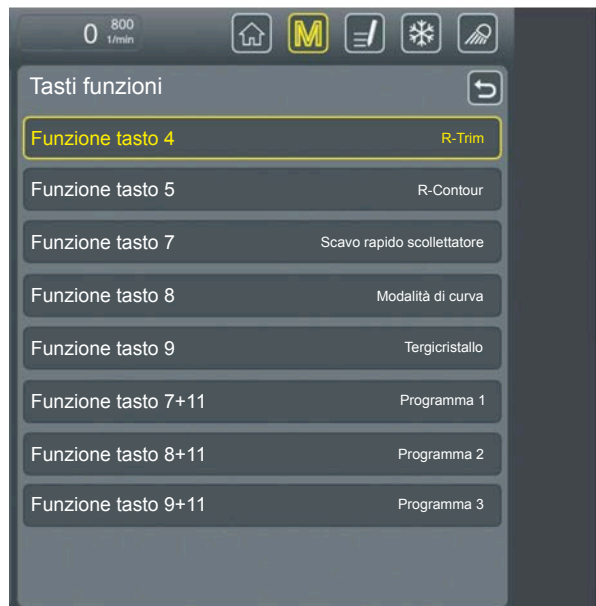 0 800 1/min
M
Tasti funzioni
Funzione tasto 4 R-Trim
Funzione tasto 5 R-Contour
Funzione tasto 7 Scavo rapido scollettatore
Funzione tasto 8 Modalità di curva
Funzione tasto 9 Tergicristallo
Funzione tasto 7+11 Programma 1
Funzione tasto 8+11 Programma 2
Funzione tasto 9+11 Programma 3